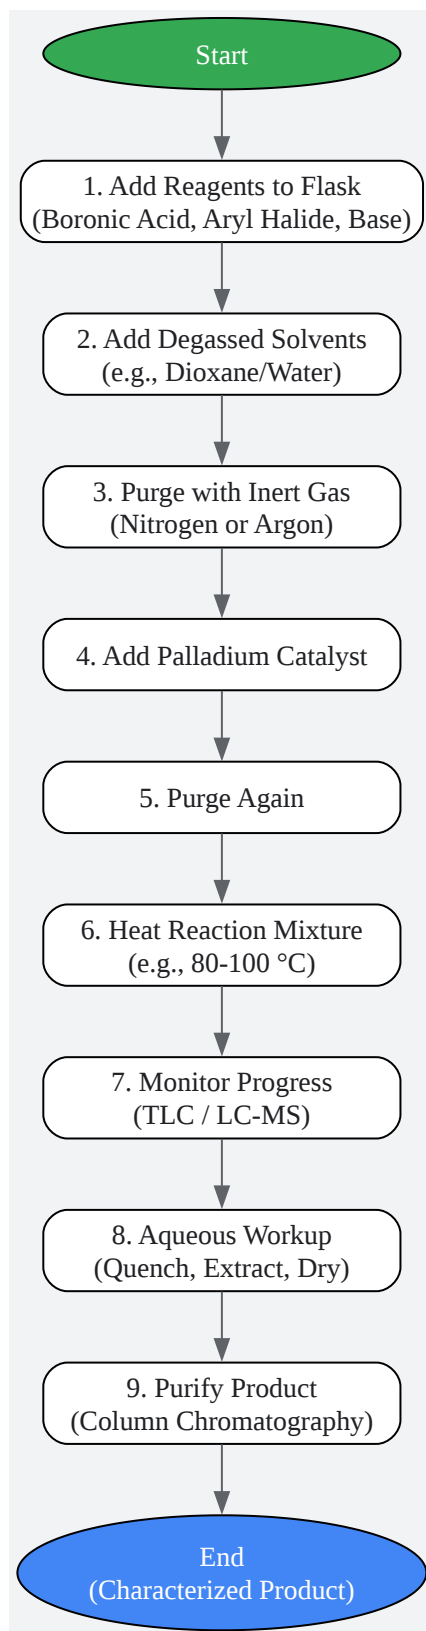 Start
1. Add Reagents to Flask
(Boronic Acid, Aryl Halide, Base)
2. Add Degassed Solvents
(e.g., Dioxane/Water)
3. Purge with Inert Gas
(Nitrogen or Argon)
4. Add Palladium Catalyst
5. Purge Again
6. Heat Reaction Mixture
(e.g., 80-100 °C)
7. Monitor Progress
(TLC / LC-MS)
8. Aqueous Workup
(Quench, Extract, Dry)
9. Purify Product
(Column Chromatography)
End
(Characterized Product)